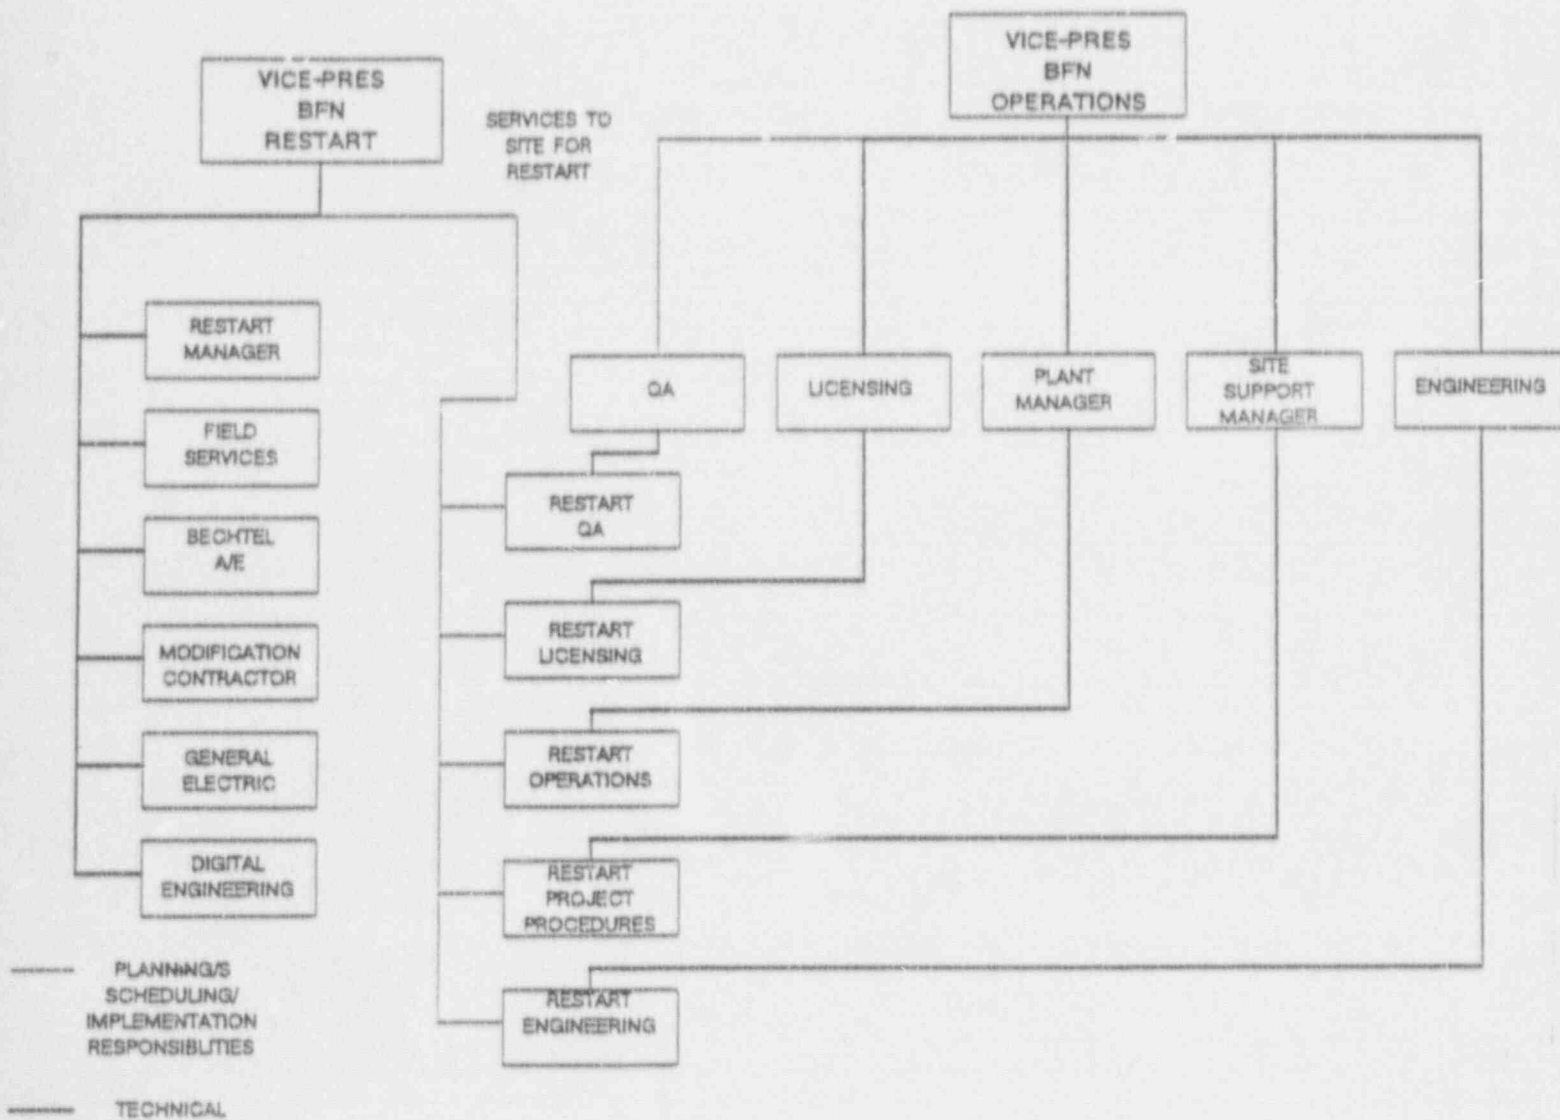 VICE-PRES
BFN
RESTART
SERVICES TO
SITE FOR
RESTART
VICE-PRES
BFN
OPERATIONS
RESTART
MANAGER
FIELD
SERVICES
BECHTEL
A/E
MODIFICATION
CONTRACTOR
GENERAL
ELECTRIC
DIGITAL
ENGINEERING
QA
LICENSING
PLANT
MANAGER
SITE
SUPPORT
MANAGER
ENGINEERING
RESTART
QA
RESTART
LICENSING
RESTART
OPERATIONS
RESTART
PROJECT
PROCEDURES
RESTART
ENGINEERING
PLANNING/S
SCHEDULING/
IMPLEMENTATION
RESPONSIBLITIES
TECHNICAL